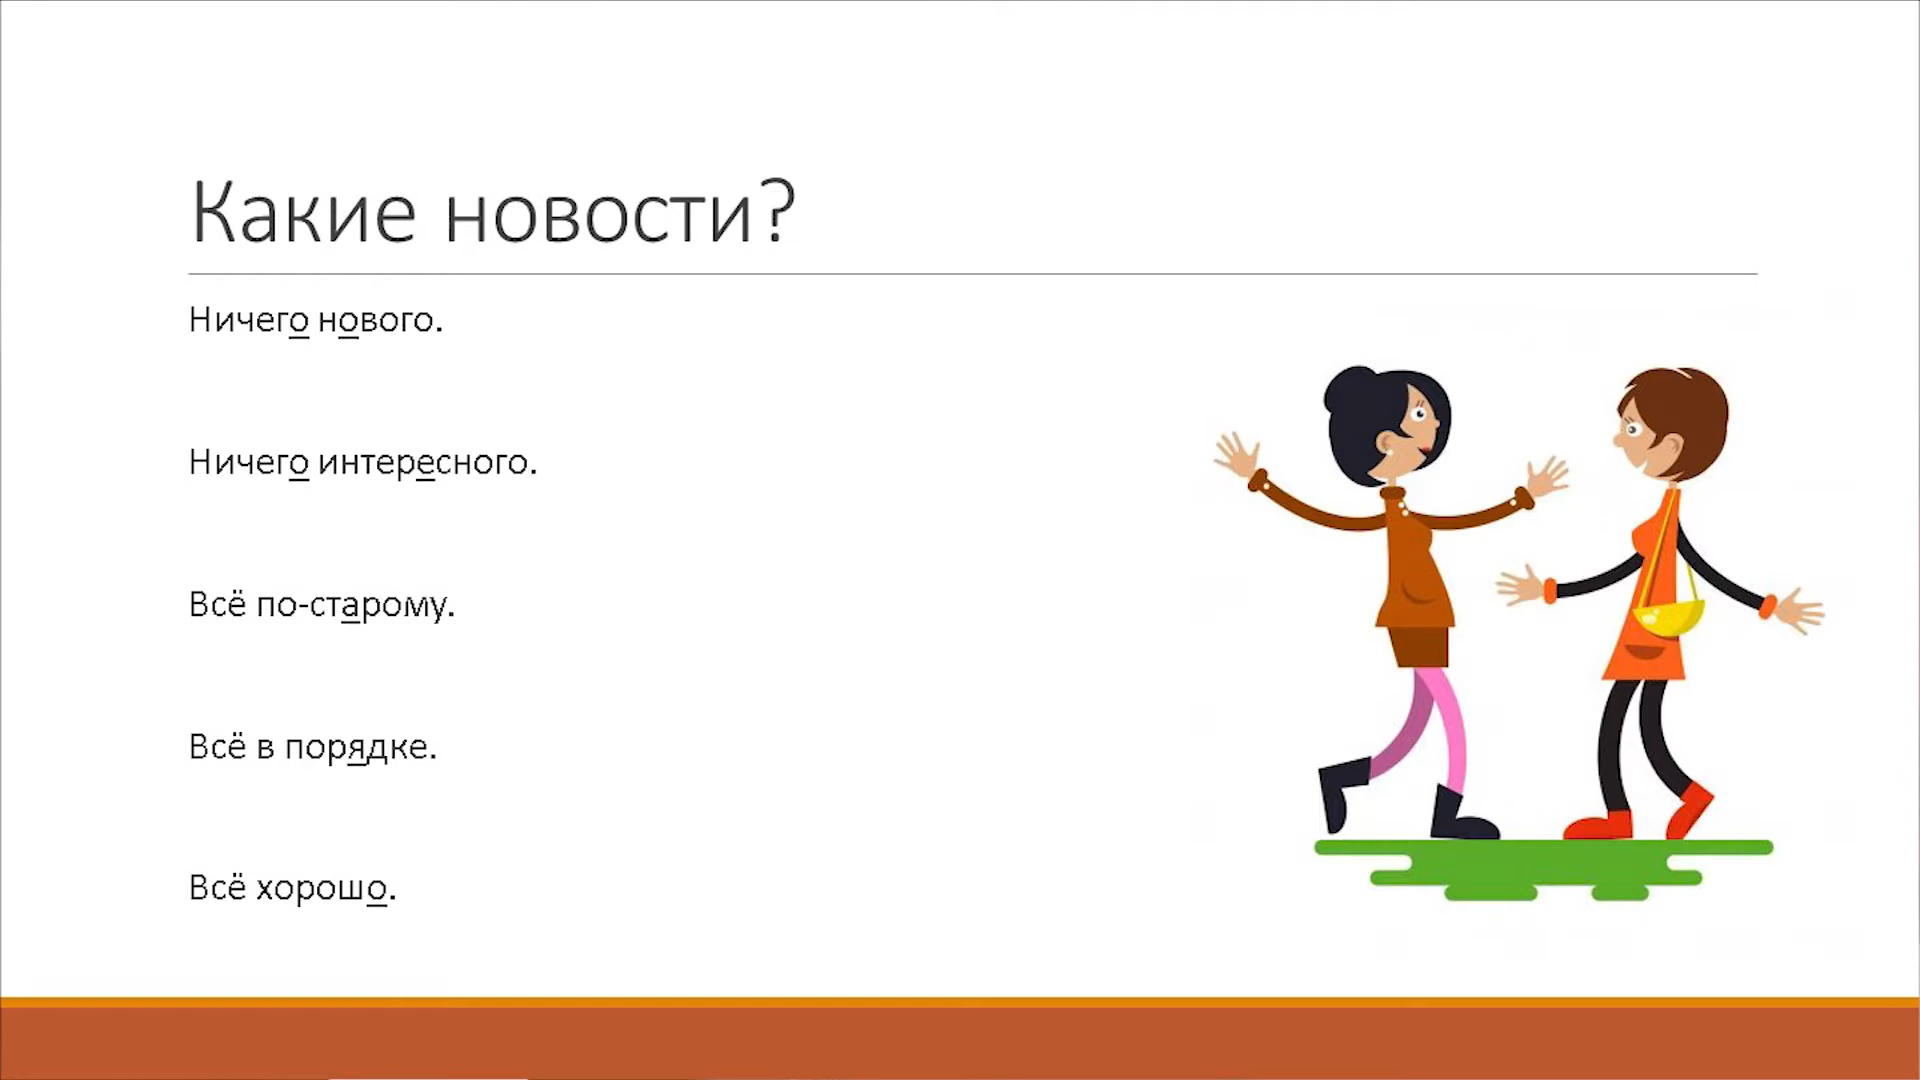 Какие новости?
Ничего нового.
Ничего интересного.
Всё по-старому.
Всё в порядке.
Всё хорошо.